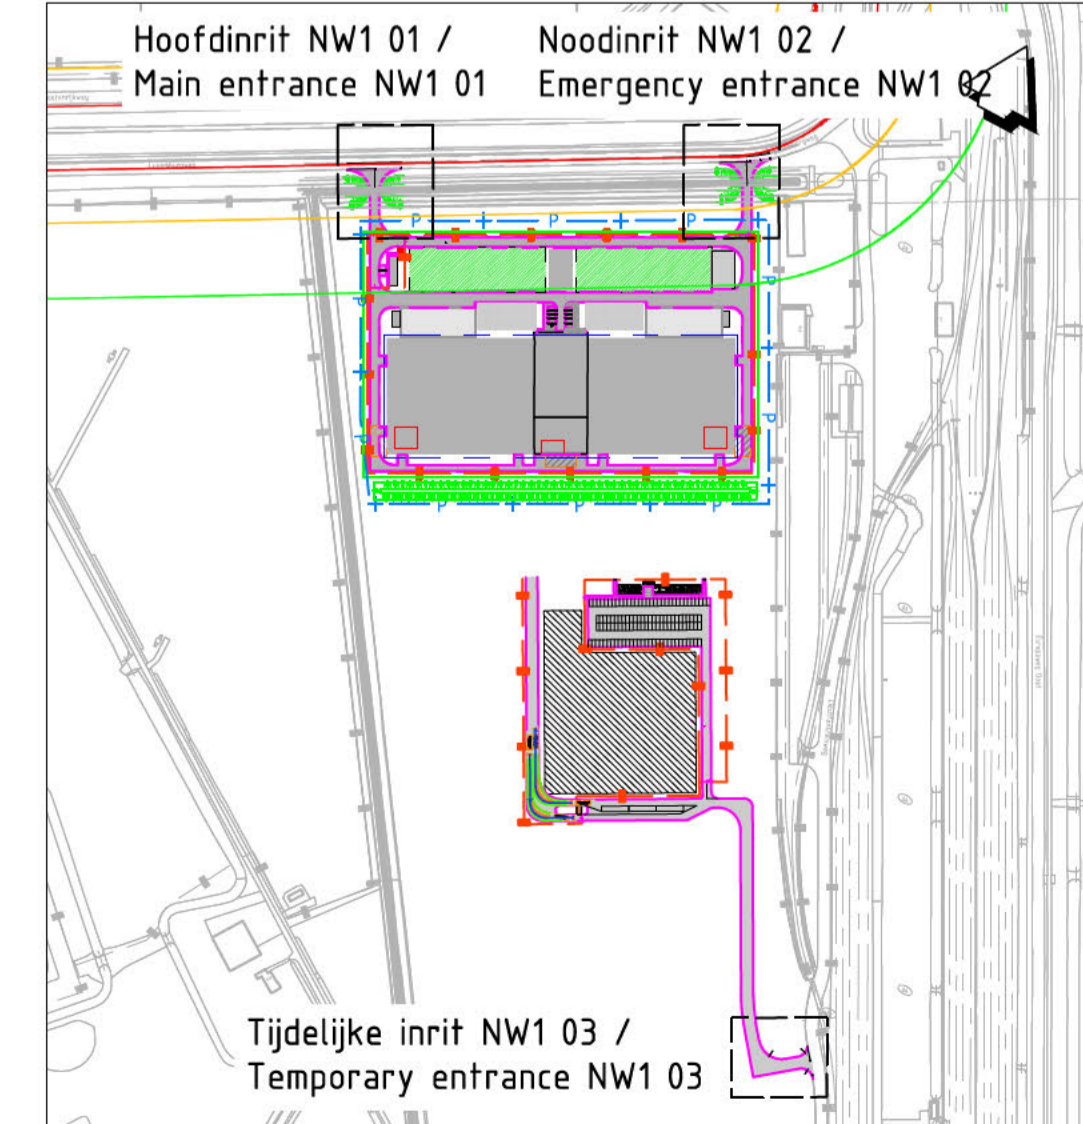 Hoofdinrit NW1 01 /
Main entrance NW1 01
Noodinrit NW1 02 /
Emergency entrance NW1 02
P P P
P
P
P
P
P P P
Tijdelijke inrit NW1 03 /
Temporary entrance NW1 03